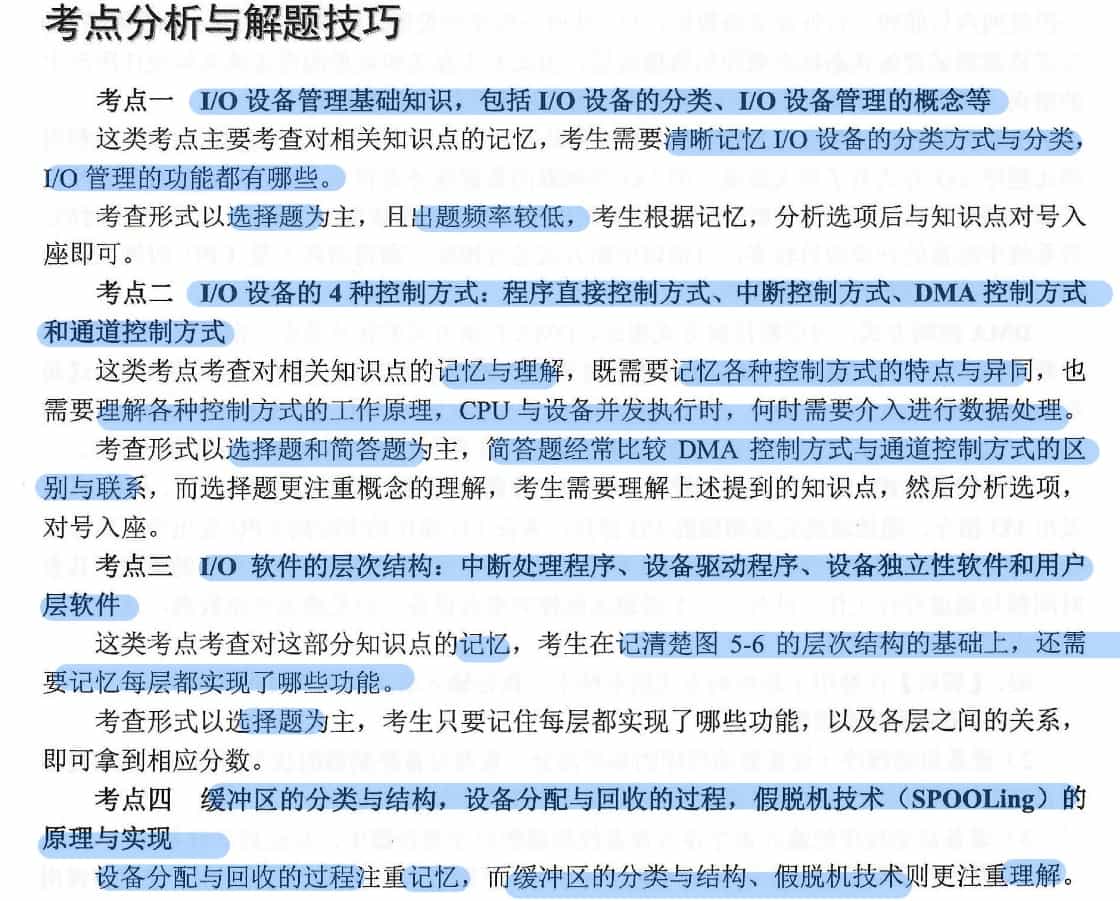 考点分析与解题技巧
考点一 I/O 设备管理基础知识，包括 I/O 设备的分类、I/O 设备管理的概念等
这类考点主要考查对相关知识点的记忆，考生需要清晰记忆 I/O 设备的分类方式与分类，
I/O 管理的功能都有哪些。
考查形式以选择题为主，且出题频率较低，考生根据记忆，分析选项后与知识点对号入
座即可。
考点二 I/O 设备的 4 种控制方式：程序直接控制方式、中断控制方式、DMA 控制方式
和通道控制方式
这类考点考查对相关知识点的记忆与理解，既需要记忆各种控制方式的特点与异同，也
需要理解各种控制方式的工作原理，CPU 与设备并发执行时，何时需要介入进行数据处理。
考查形式以选择题和简答题为主，简答题经常比较 DMA 控制方式与通道控制方式的区
别与联系，而选择题更注重概念的理解，考生需要理解上述提到的知识点，然后分析选项，
对号入座。
考点三 I/O 软件的层次结构：中断处理程序、设备驱动程序、设备独立性软件和用户
层软件
这类考点考查对这部分知识点的记忆，考生在记清楚图 5-6 的层次结构的基础上，还需
要记忆每层都实现了哪些功能。
考查形式以选择题为主，考生只要记住每层都实现了哪些功能，以及各层之间的关系，
即可拿到相应分数。
考点四 缓冲区的分类与结构，设备分配与回收的过程，假脱机技术（SPOOLing）的
原理与实现
设备分配与回收的过程注重记忆，而缓冲区的分类与结构、假脱机技术则更注重理解。